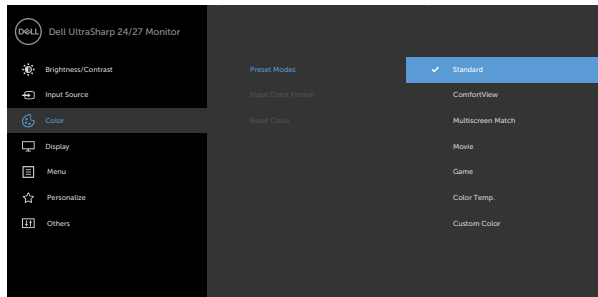 DELL Dell UltraSharp 24/27 Monitor
Brightness/Contrast Preset Modes Standard
Input Source Input Color Format ComfortView
Color Reset Color Multiscreen Match
Display Movie
Menu Game
Personalize Color Temp.
Others Custom Color